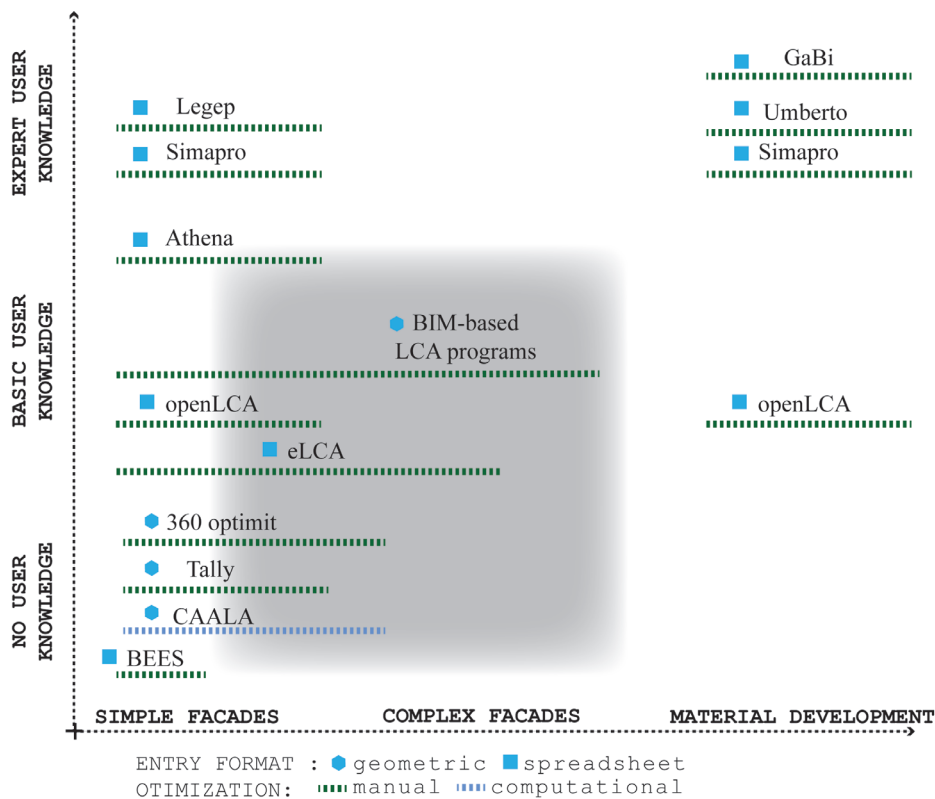 EXPERT USER
KNOWLEDGE
GaBi
Legep
Umberto
Simapro
Simapro
Athena
BASIC USER
KNOWLEDGE
BIM-based
LCA programs
openLCA
openLCA
eLCA
NO USER
KNOWLEDGE
360 optimit
Tally
CAALA
BEES
SIMPLE FACADES
COMPLEX FACADES
MATERIAL DEVELOPMENT
ENTRY FORMAT : geometric spreadsheet
OTIMIZATION: manual computational